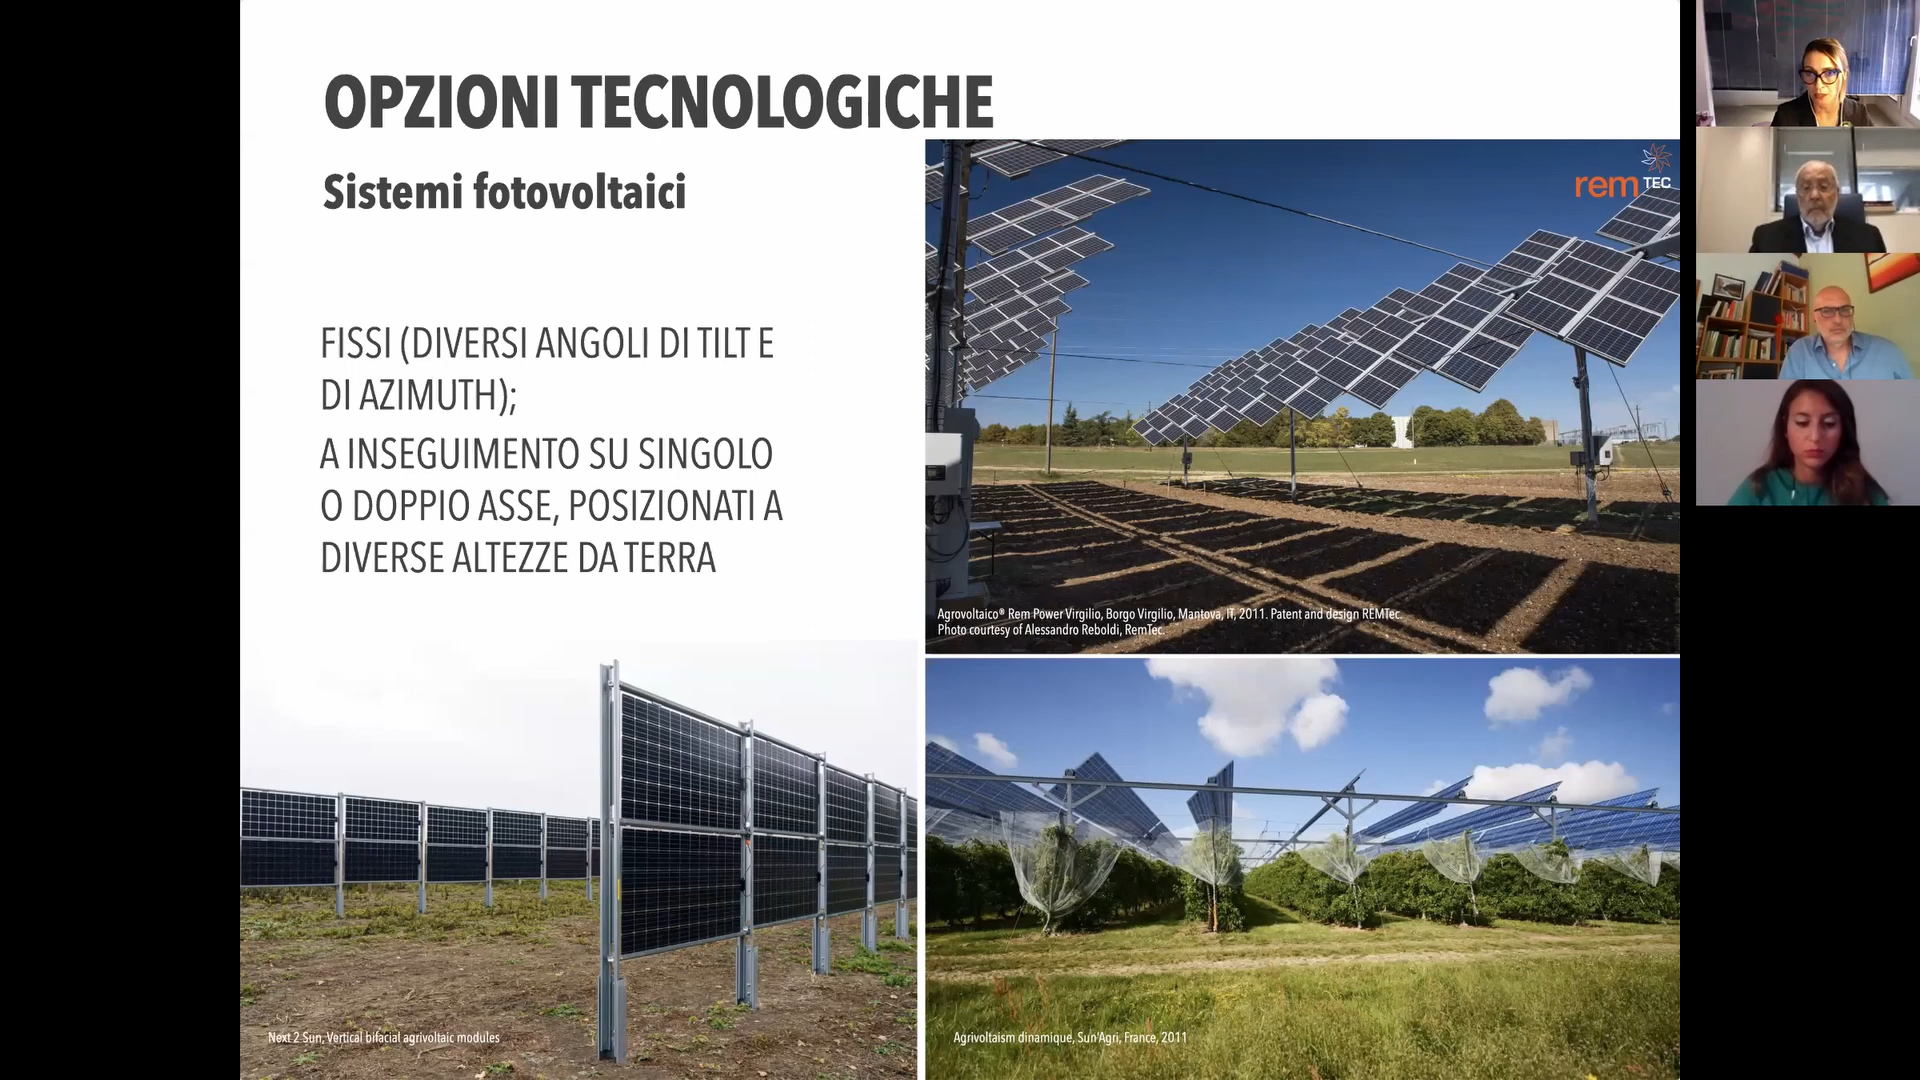 OPZIONI TECNOLOGICHE
Sistemi fotovoltaici
FISSI (DIVERSI ANGOLI DI TILT E
DI AZIMUTH);
A INSEGUIMENTO SU SINGOLO
O DOPPIO ASSE, POSIZIONATI A
DIVERSE ALTEZZE DA TERRA
rem TEC
Agrovoltaico® Rem Power Virgilio, Borgo Virgilio, Mantova, IT, 2011. Patent and design REMTec.
Photo courtesy of Alessandro Reboldi, RemTec.
Next 2 Sun, Vertical bifacial agrivoltaic modules
Agrivoltaism dinamique, Sun'Agri, France, 2011